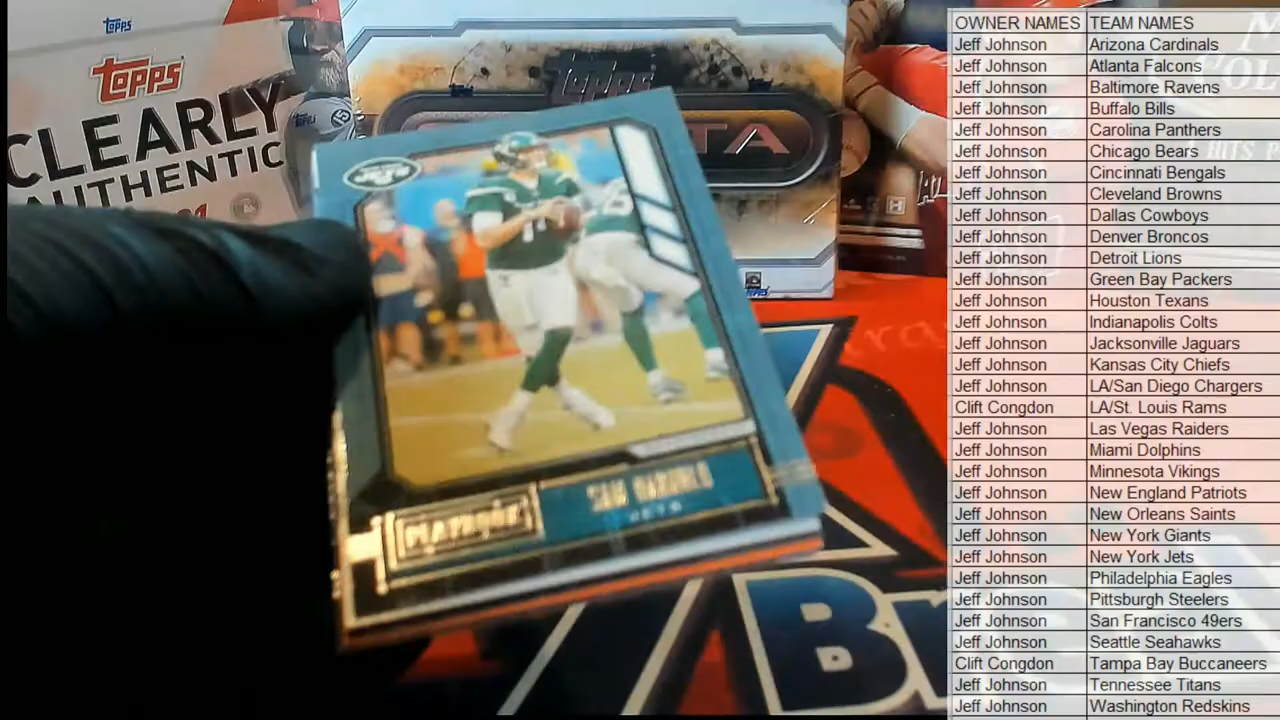 topps
topps
CLEARLY
AUTHENTIC
Topps
TA
JETS
SAM DARNOLD
JETS
PLAYBOOK
Br
HITS
OWNER NAMES TEAM NAMES
Jeff Johnson Arizona Cardinals
Jeff Johnson Atlanta Falcons
Jeff Johnson Baltimore Ravens
Jeff Johnson Buffalo Bills
Jeff Johnson Carolina Panthers
Jeff Johnson Chicago Bears
Jeff Johnson Cincinnati Bengals
Jeff Johnson Cleveland Browns
Jeff Johnson Dallas Cowboys
Jeff Johnson Denver Broncos
Jeff Johnson Detroit Lions
Jeff Johnson Green Bay Packers
Jeff Johnson Houston Texans
Jeff Johnson Indianapolis Colts
Jeff Johnson Jacksonville Jaguars
Jeff Johnson Kansas City Chiefs
Jeff Johnson LA/San Diego Chargers
Clift Congdon LA/St. Louis Rams
Jeff Johnson Las Vegas Raiders
Jeff Johnson Miami Dolphins
Jeff Johnson Minnesota Vikings
Jeff Johnson New England Patriots
Jeff Johnson New Orleans Saints
Jeff Johnson New York Giants
Jeff Johnson New York Jets
Jeff Johnson Philadelphia Eagles
Jeff Johnson Pittsburgh Steelers
Jeff Johnson San Francisco 49ers
Jeff Johnson Seattle Seahawks
Clift Congdon Tampa Bay Buccaneers
Jeff Johnson Tennessee Titans
Jeff Johnson Washington Redskins